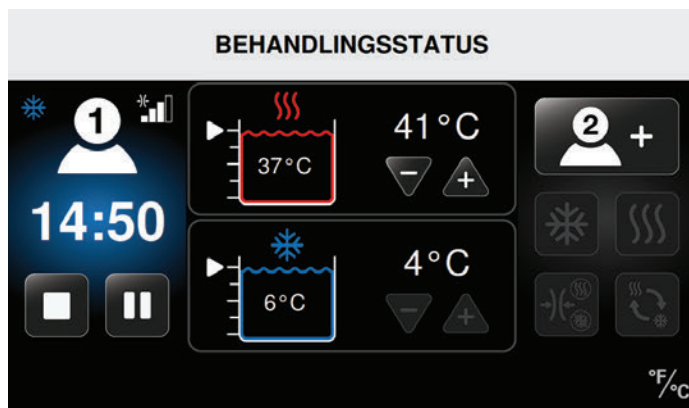 BEHANDLINGSSTATUS
1
14:50
37°C
41°C
−
+
6°C
4°C
−
+
2 +
°F/°C